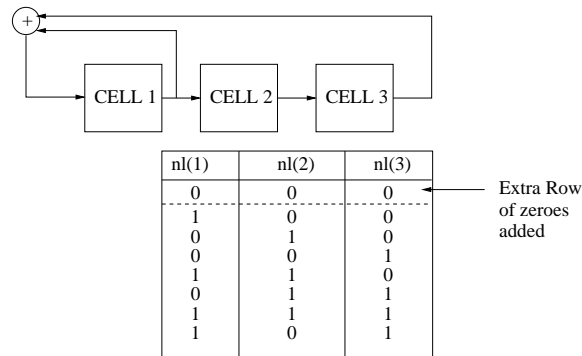 +
CELL 1 CELL 2 CELL 3
nl(1) nl(2) nl(3)
0 0 0
1 0 0
0 1 0
0 0 1
1 1 0
0 1 1
1 1 1
1 0 1
Extra Row
of zeroes
added